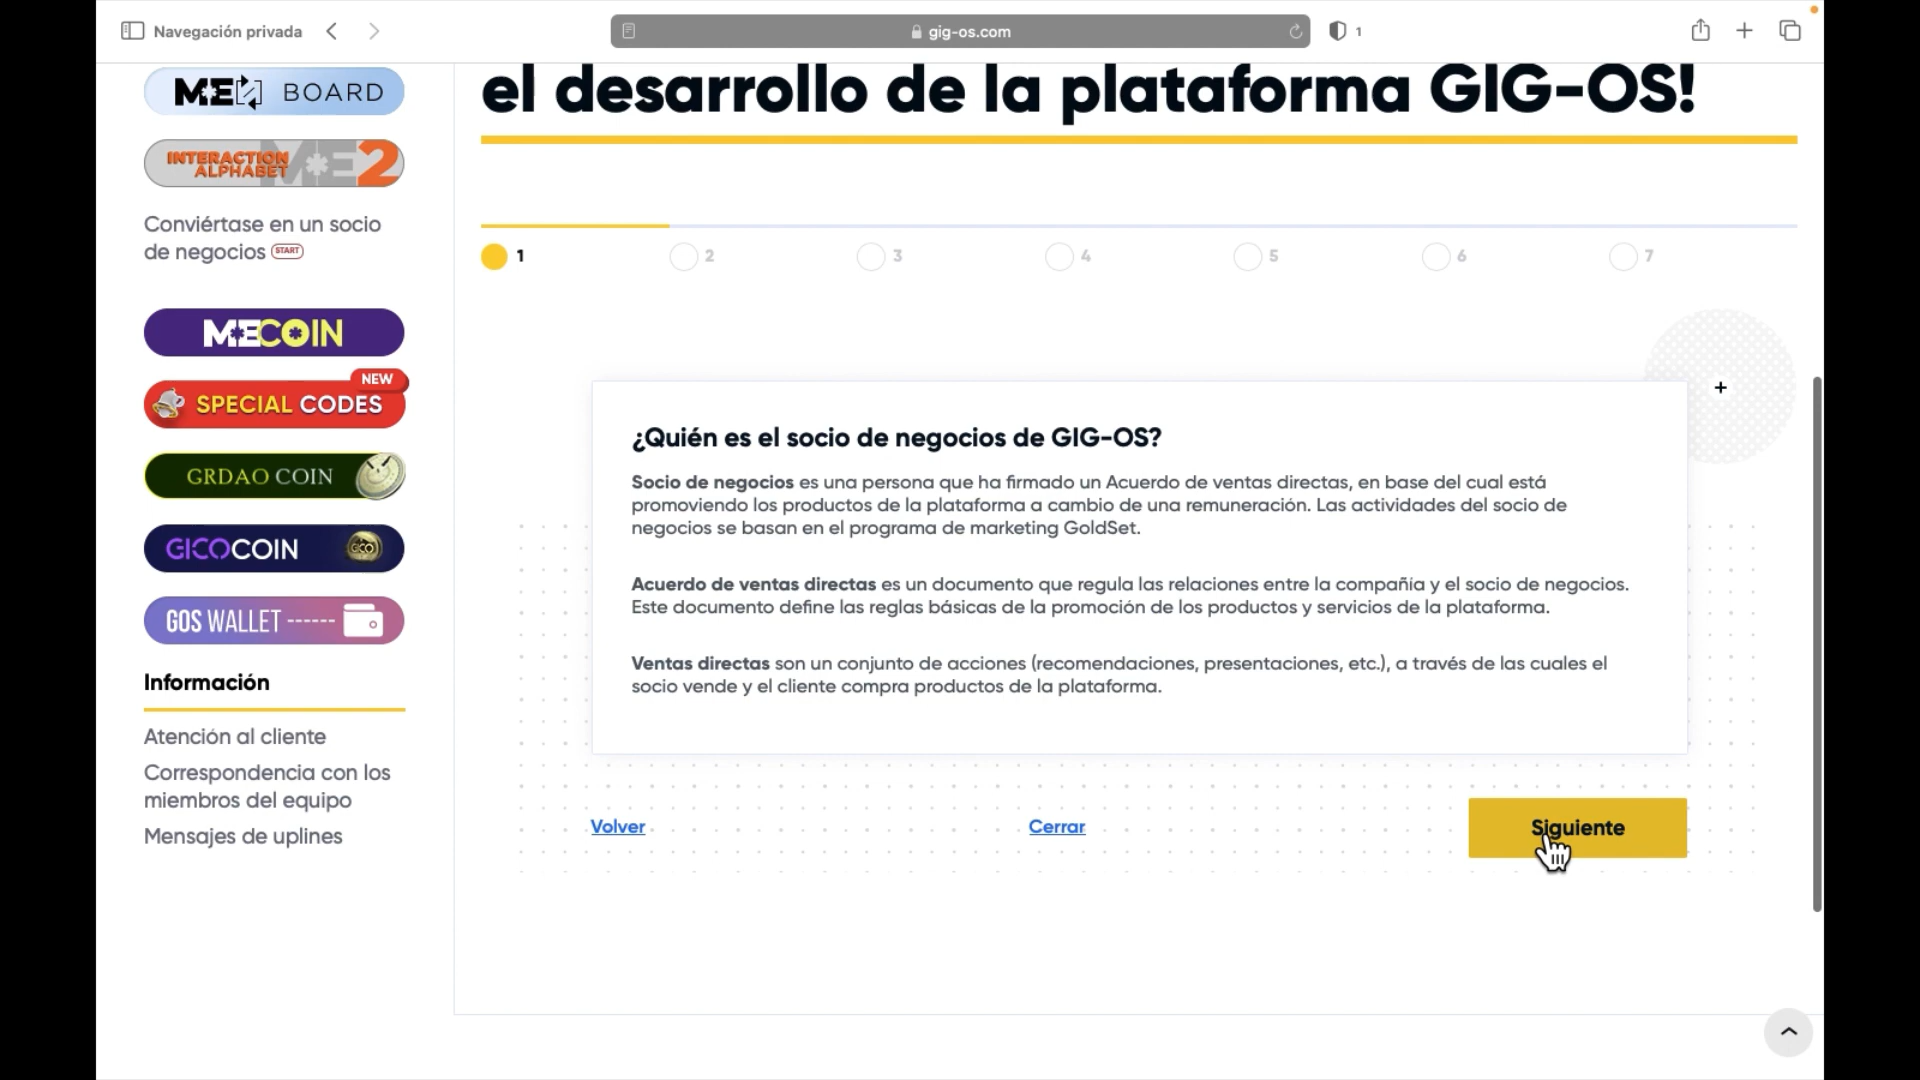 Navegación privada
gig-os.com
1
ME BOARD
INTERACTION
ALPHABET
ME2
Conviértase en un socio
de negocios START
MECOIN
NEW
SPECIAL CODES
GRDAO COIN
GICOCOIN
GICO
GOS WALLET ------
Información
Atención al cliente
Correspondencia con los
miembros del equipo
Mensajes de uplines
el desarrollo de la plataforma GIG-OS!
1
2
3
4
5
6
7
+
¿Quién es el socio de negocios de GIG-OS?
Socio de negocios es una persona que ha firmado un Acuerdo de ventas directas, en base del cual está
promoviendo los productos de la plataforma a cambio de una remuneración. Las actividades del socio de
negocios se basan en el programa de marketing GoldSet.
Acuerdo de ventas directas es un documento que regula las relaciones entre la compañía y el socio de negocios.
Este documento define las reglas básicas de la promoción de los productos y servicios de la plataforma.
Ventas directas son un conjunto de acciones (recomendaciones, presentaciones, etc.), a través de las cuales el
socio vende y el cliente compra productos de la plataforma.
Volver
Cerrar
Siguiente